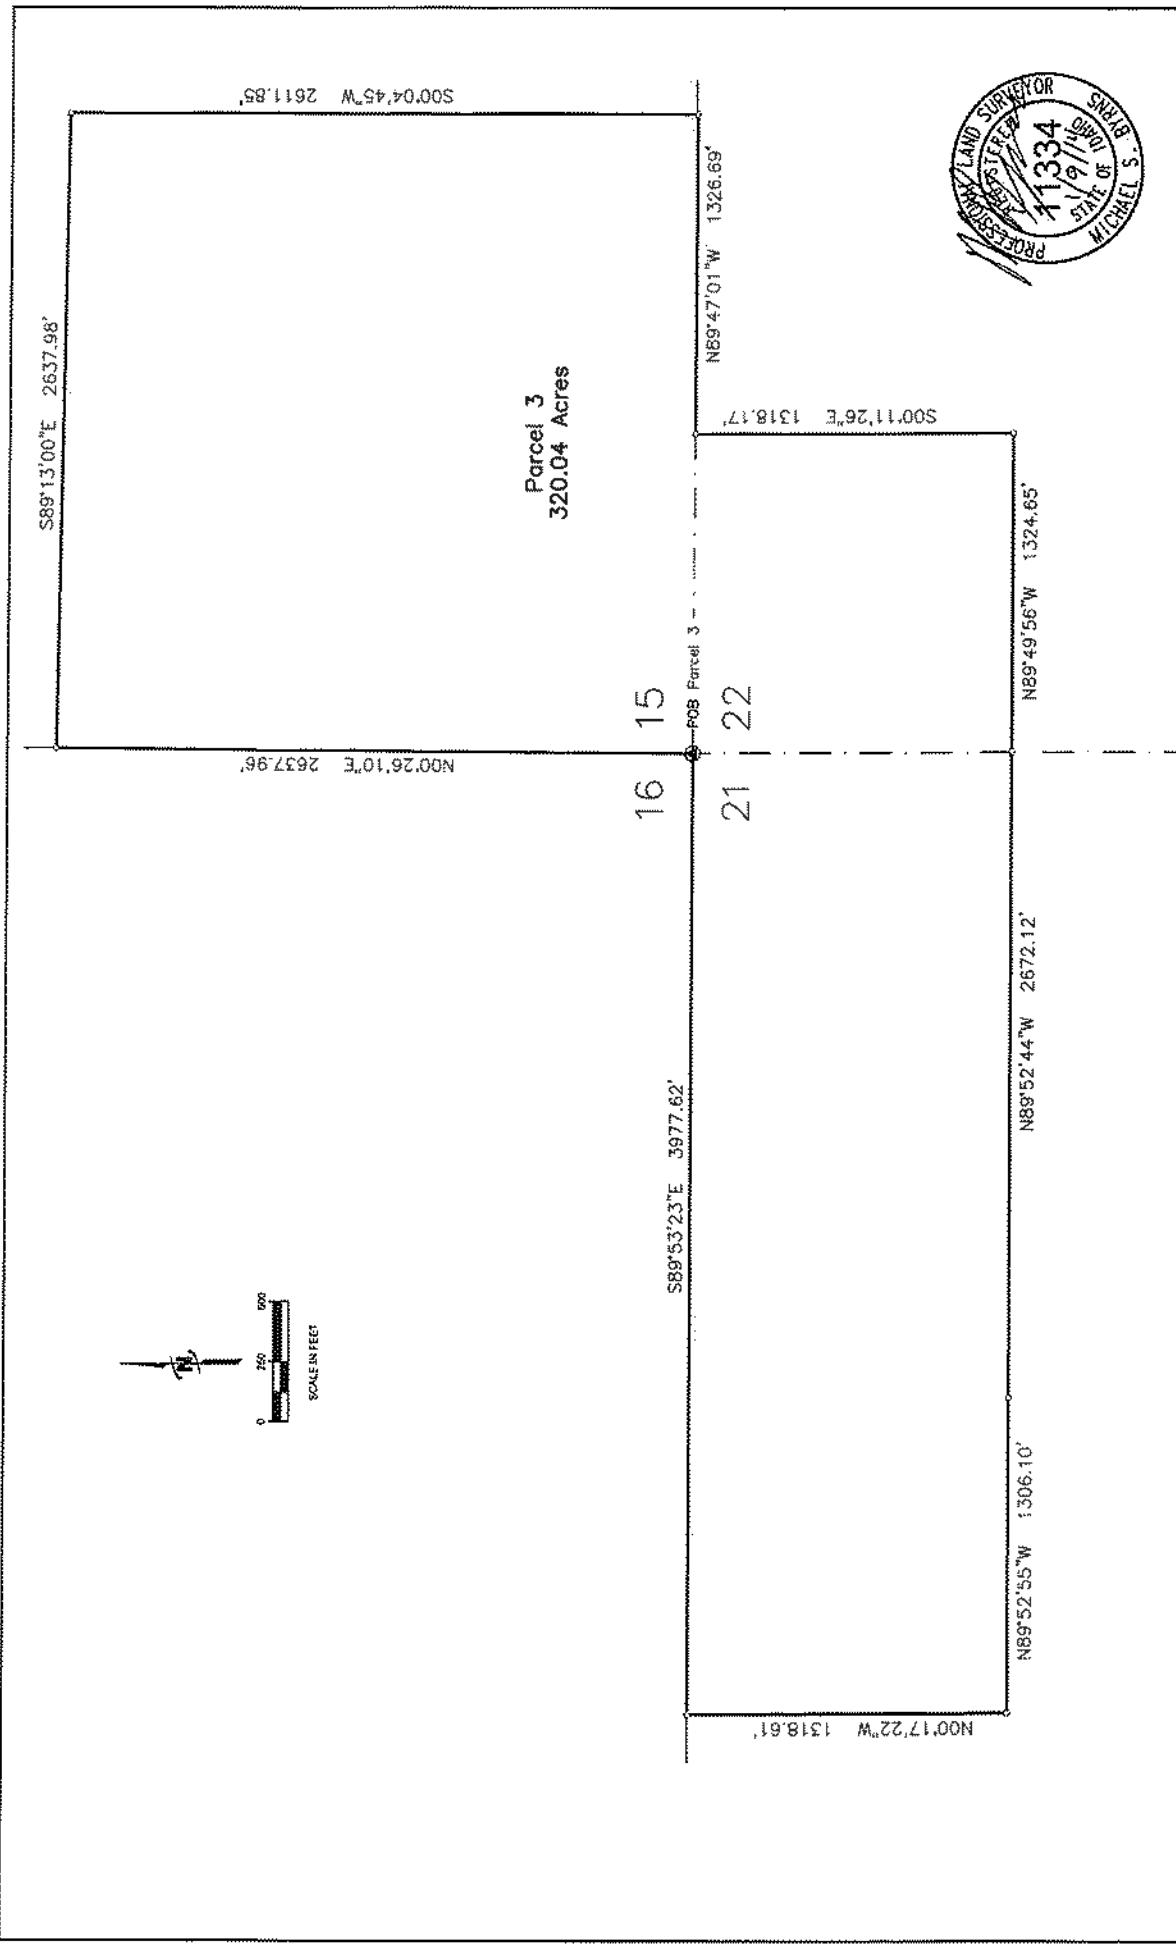 S89°13'00"E 2637.98'
S00°04'45"W 2611.85'
N00°26'10"E 2637.96'
Parcel 3
320.04 Acres
N89°47'01"W 1326.69'
16 15
POB Parcel 3
21 22
S00°11'26"E 1318.17'
N89°49'56"W 1324.65'
S89°53'23"E 3977.62'
N89°52'44"W 2672.12'
N89°52'55"W 1306.10'
N00°17'22"W 1318.61'
N
0 250 500
SCALE IN FEET
PROFESSIONAL LAND SURVEYOR
REGISTERED
11334
STATE OF IDAHO
MICHAEL S. BYRNS